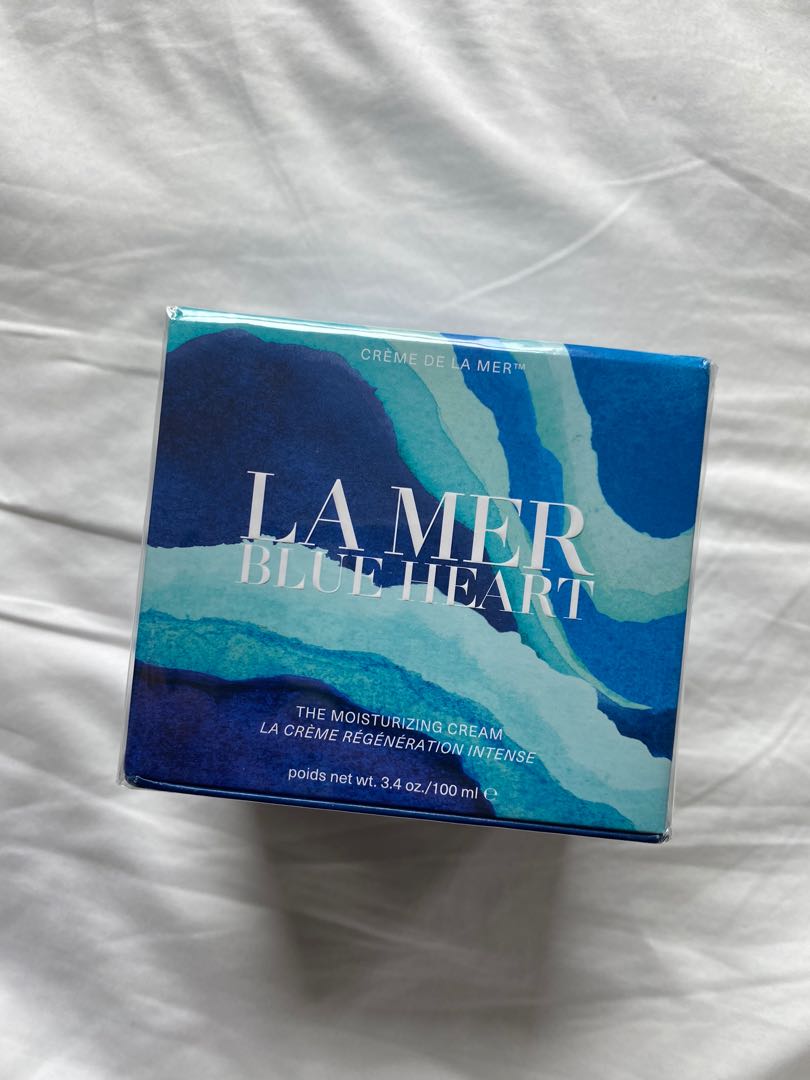 CRÈME DE LA MER™
LA MER
BLUE HEART
THE MOISTURIZING CREAM
LA CRÈME RÉGÉNÉRATION INTENSE
poids net wt. 3.4 oz./100 ml ℮